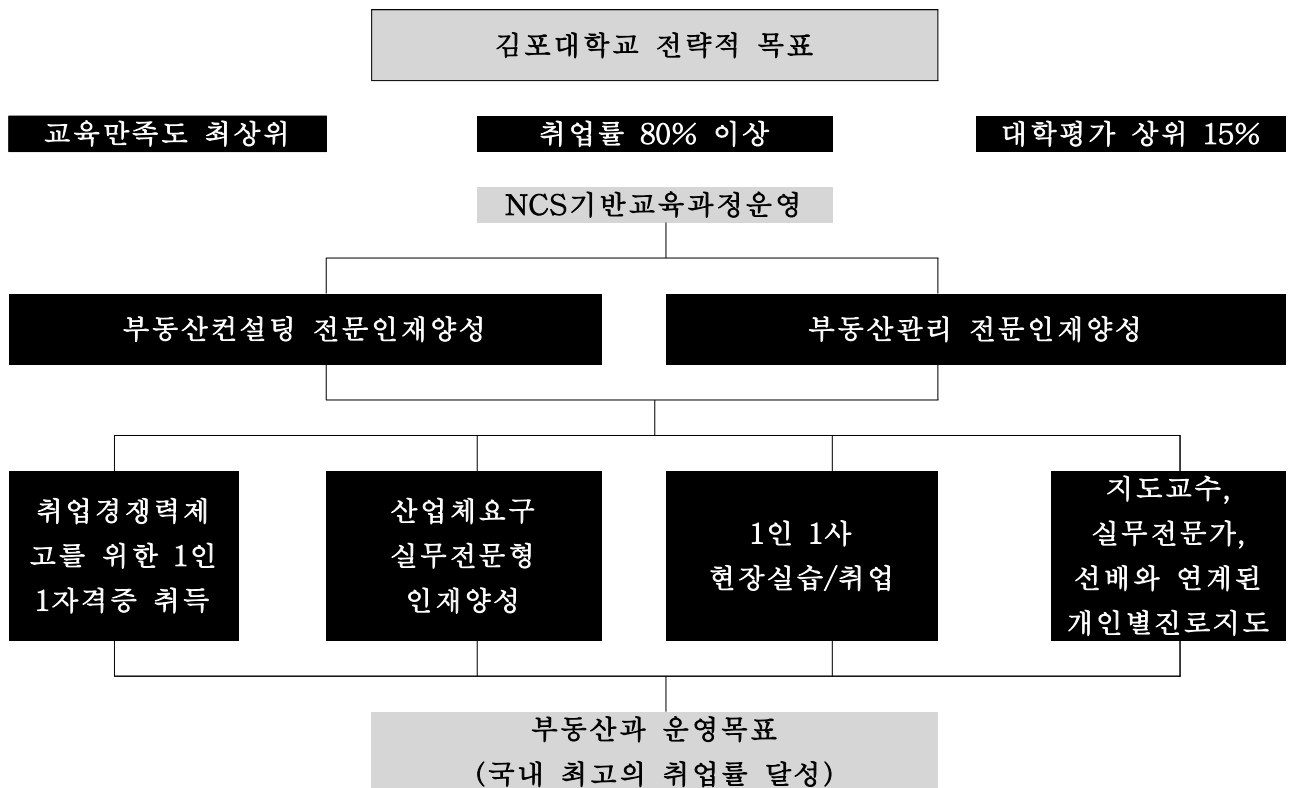 김포대학교 전략적 목표
교육만족도 최상위
취업률 80% 이상
대학평가 상위 15%
NCS기반교육과정운영
부동산컨설팅 전문인재양성
부동산관리 전문인재양성
취업경쟁력제
고를 위한 1인
1자격증 취득
산업체요구
실무전문형
인재양성
1인 1사
현장실습/취업
지도교수,
실무전문가,
선배와 연계된
개인별진로지도
부동산과 운영목표
(국내 최고의 취업률 달성)